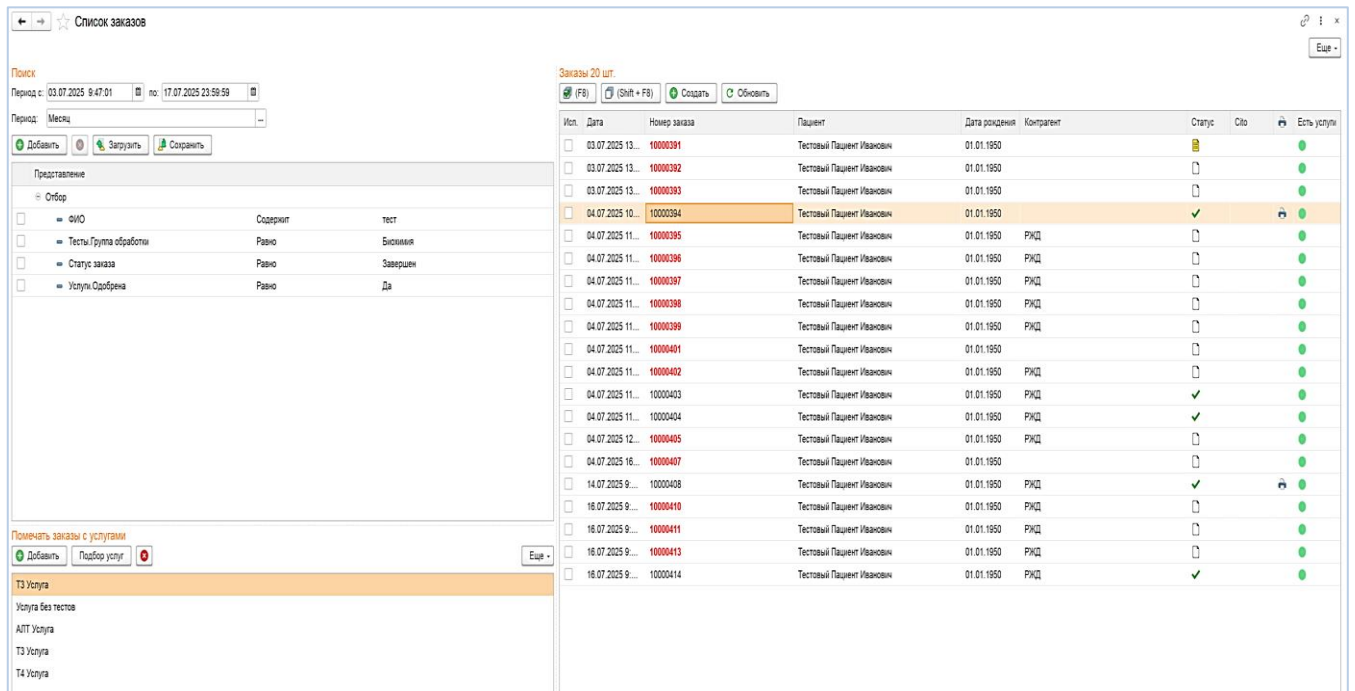 Список заказов
Еще
Поиск
Период с: 03.07.2025 9:47:01 по: 17.07.2025 23:59:59
Период: Месяц ...
Добавить Загрузить Сохранить
Представление
Отбор
ФИО Содержит тест
Тесты.Группа обработки Равно Биохимия
Статус заказа Равно Завершен
Услуги.Одобрена Равно Да
Помечать заказы с услугами
Добавить Подбор услуг Еще
Т3 Услуга
Услуга без тестов
АЛТ Услуга
Т3 Услуга
Т4 Услуга
Заказы 20 шт.
(F8) (Shift + F8) Создать Обновить
Исп. Дата Номер заказа Пациент Дата рождения Контрагент Статус Cito Есть услуги
03.07.2025 13... 10000391 Тестовый Пациент Иванович 01.01.1950
03.07.2025 13... 10000392 Тестовый Пациент Иванович 01.01.1950
03.07.2025 13... 10000393 Тестовый Пациент Иванович 01.01.1950
04.07.2025 10... 10000394 Тестовый Пациент Иванович 01.01.1950
04.07.2025 11... 10000395 Тестовый Пациент Иванович 01.01.1950 РЖД
04.07.2025 11... 10000396 Тестовый Пациент Иванович 01.01.1950 РЖД
04.07.2025 11... 10000397 Тестовый Пациент Иванович 01.01.1950 РЖД
04.07.2025 11... 10000398 Тестовый Пациент Иванович 01.01.1950 РЖД
04.07.2025 11... 10000399 Тестовый Пациент Иванович 01.01.1950 РЖД
04.07.2025 11... 10000401 Тестовый Пациент Иванович 01.01.1950
04.07.2025 11... 10000402 Тестовый Пациент Иванович 01.01.1950 РЖД
04.07.2025 11... 10000403 Тестовый Пациент Иванович 01.01.1950 РЖД
04.07.2025 11... 10000404 Тестовый Пациент Иванович 01.01.1950 РЖД
04.07.2025 12... 10000405 Тестовый Пациент Иванович 01.01.1950 РЖД
04.07.2025 16... 10000407 Тестовый Пациент Иванович 01.01.1950
14.07.2025 9:... 10000408 Тестовый Пациент Иванович 01.01.1950 РЖД
16.07.2025 9:... 10000410 Тестовый Пациент Иванович 01.01.1950 РЖД
16.07.2025 9:... 10000411 Тестовый Пациент Иванович 01.01.1950 РЖД
16.07.2025 9:... 10000413 Тестовый Пациент Иванович 01.01.1950 РЖД
16.07.2025 9:... 10000414 Тестовый Пациент Иванович 01.01.1950 РЖД